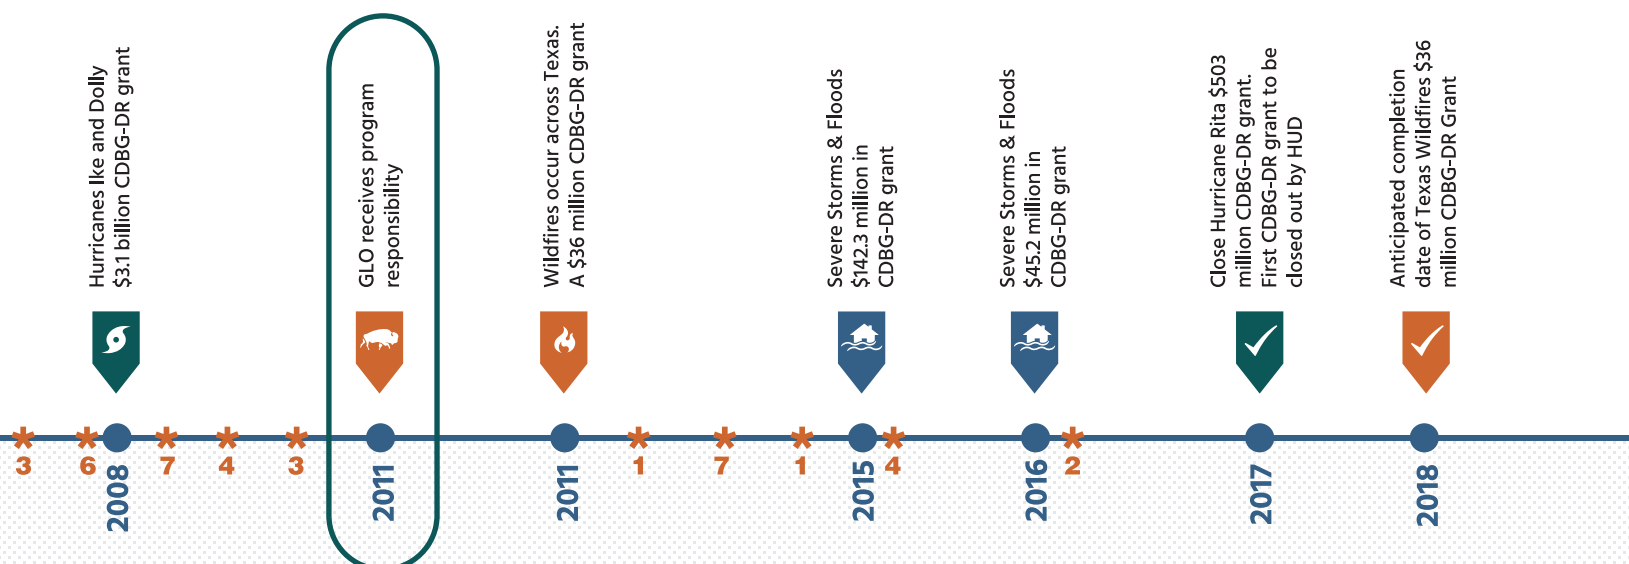 Hurricanes Ike and Dolly
$3.1 billion CDBG-DR grant
GLO receives program
responsibility
Wildfires occur across Texas.
A $36 million CDBG-DR grant
Severe Storms & Floods
$142.3 million in
CDBG-DR grant
Severe Storms & Floods
$45.2 million in
CDBG-DR grant
Close Hurricane Rita $503
million CDBG-DR grant.
First CDBG-DR grant to be
closed out by HUD
Anticipated completion
date of Texas Wildfires $36
million CDBG-DR Grant
* * * * * * * * * *
3
6
2008
7
4
3
2011
2011
1
7
1
2015
4
2016
2
2017
2018